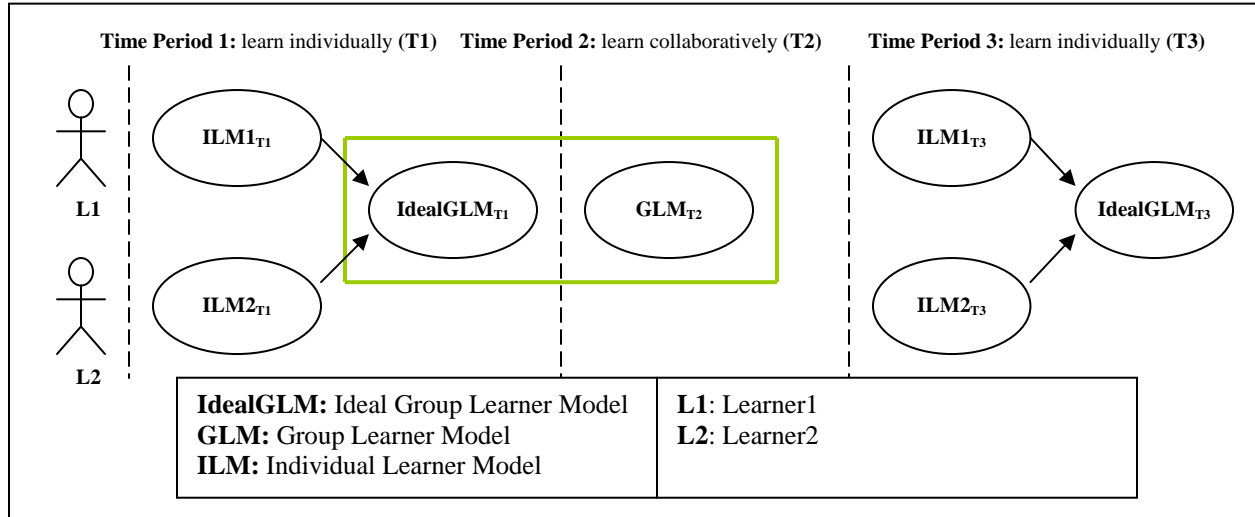 Time Period 1: learn individually (T1) Time Period 2: learn collaboratively (T2) Time Period 3: learn individually (T3)
ILM1T1
ILM1T3
L1
IdealGLMT1
GLMT2
IdealGLMT3
ILM2T1
ILM2T3
L2
IdealGLM: Ideal Group Learner Model
GLM: Group Learner Model
ILM: Individual Learner Model
L1: Learner1
L2: Learner2